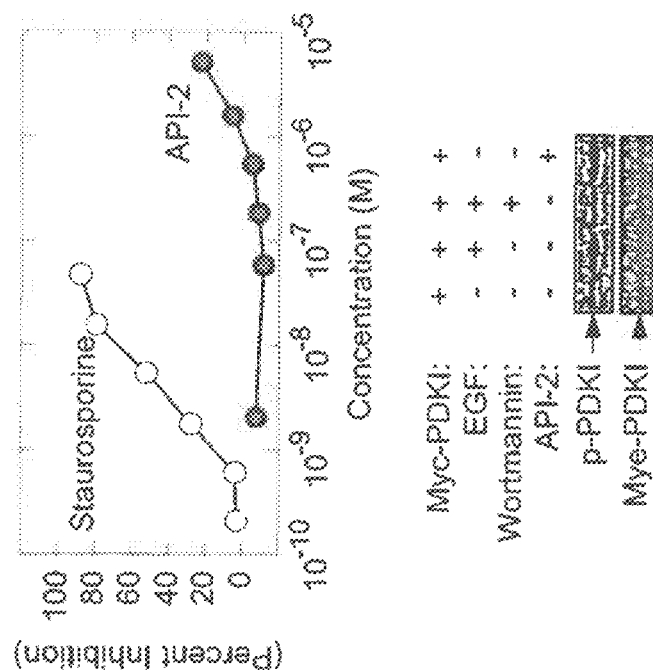 (Percent Inhibition)
100
80
60
40
20
0
Staurosporine
API-2
10-10 10-9 10-8 10-7 10-6 10-5
Concentration (M)
Myc-PDKI: + + + +
EGF: - + + -
Wortmannin: - - + -
API-2: - - - +
p-PDKI
Mye-PDKI